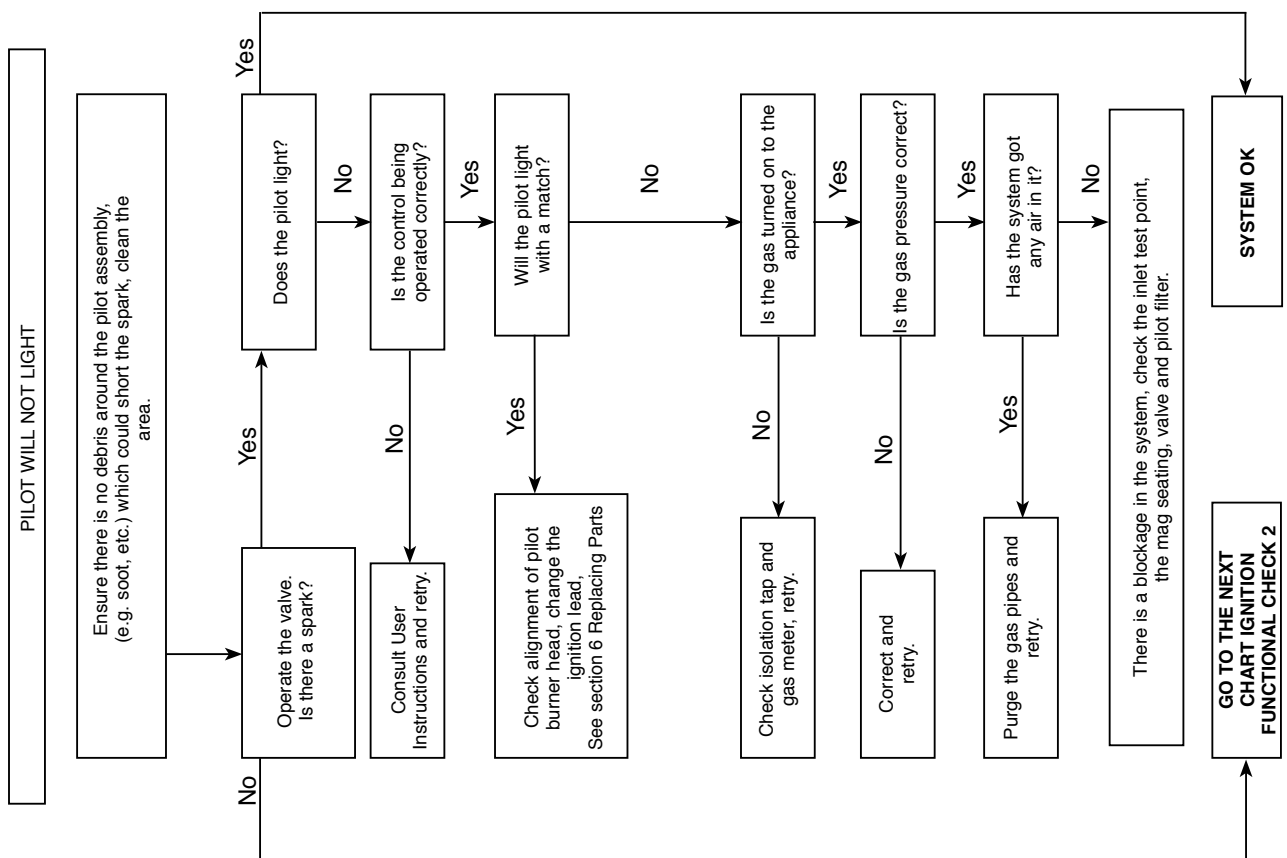 PILOT WILL NOT LIGHT
Ensure there is no debris around the pilot assembly,
(e.g. soot, etc.) which could short the spark, clean the
area.
Operate the valve.
Is there a spark?
No
Yes
Does the pilot light?
Yes
No
Is the control being
operated correctly?
No
Consult User
Instructions and retry.
Yes
Will the pilot light
with a match?
Yes
Check alignment of pilot
burner head, change the
ignition lead,
See section 6 Replacing Parts
No
Is the gas turned on to the
appliance?
No
Check isolation tap and
gas meter, retry.
Yes
Is the gas pressure correct?
No
Correct and
retry.
Yes
Has the system got
any air in it?
Yes
Purge the gas pipes and
retry.
No
There is a blockage in the system, check the inlet test point,
the mag seating, valve and pilot filter.
GO TO THE NEXT
CHART IGNITION
FUNCTIONAL CHECK 2
SYSTEM OK